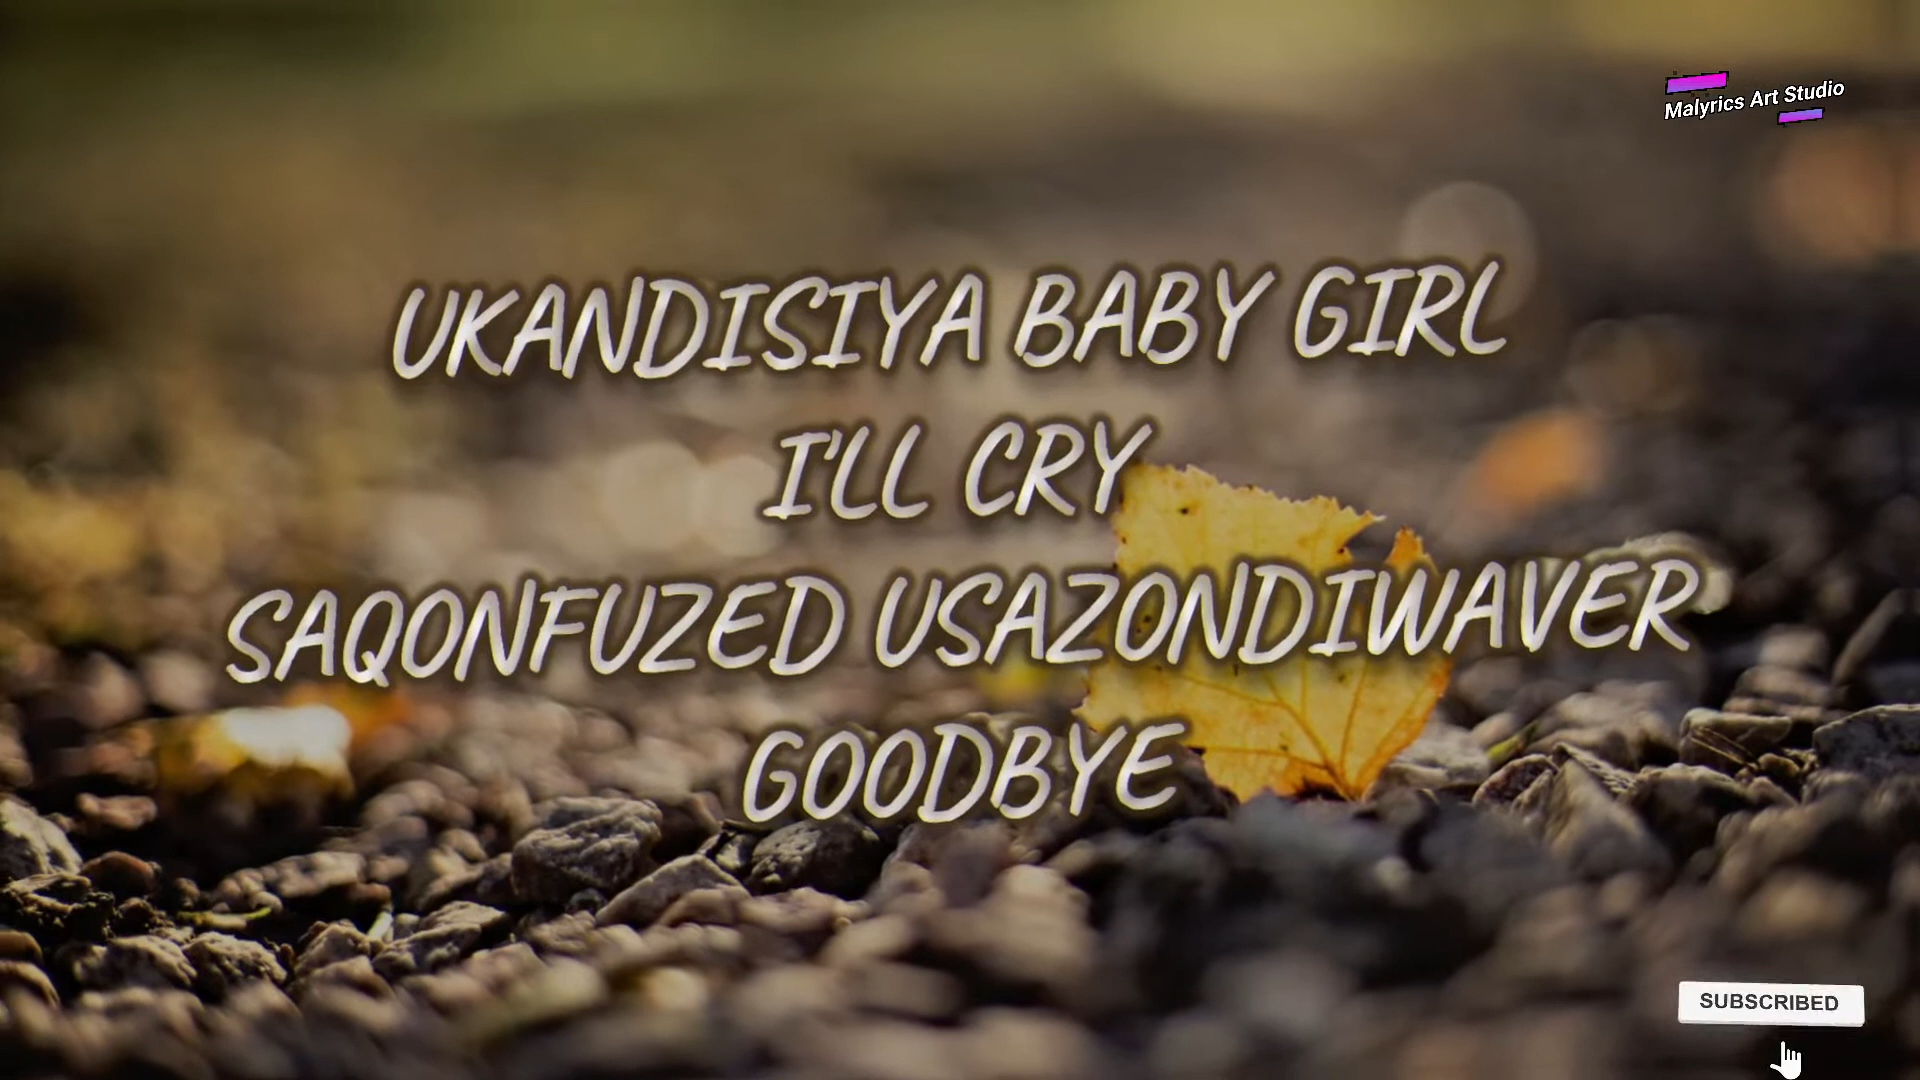 Malyrics Art Studio
UKANDISIYA BABY GIRL
I'LL CRY
SAQONFUZED USAZONDIWAVER
GOODBYE
SUBSCRIBED